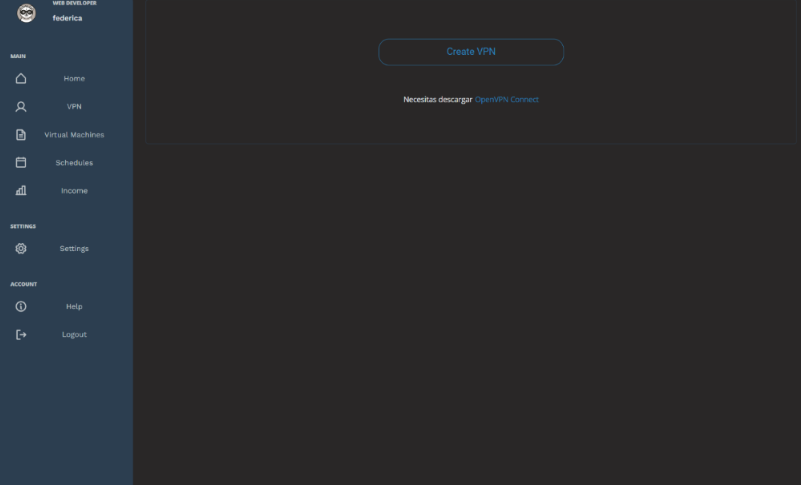 WEB DEVELOPER
federica
MAIN
Home
VPN
Virtual Machines
Schedules
Income
SETTINGS
Settings
ACCOUNT
Help
Logout
Create VPN
Necesitas descargar OpenVPN Connect